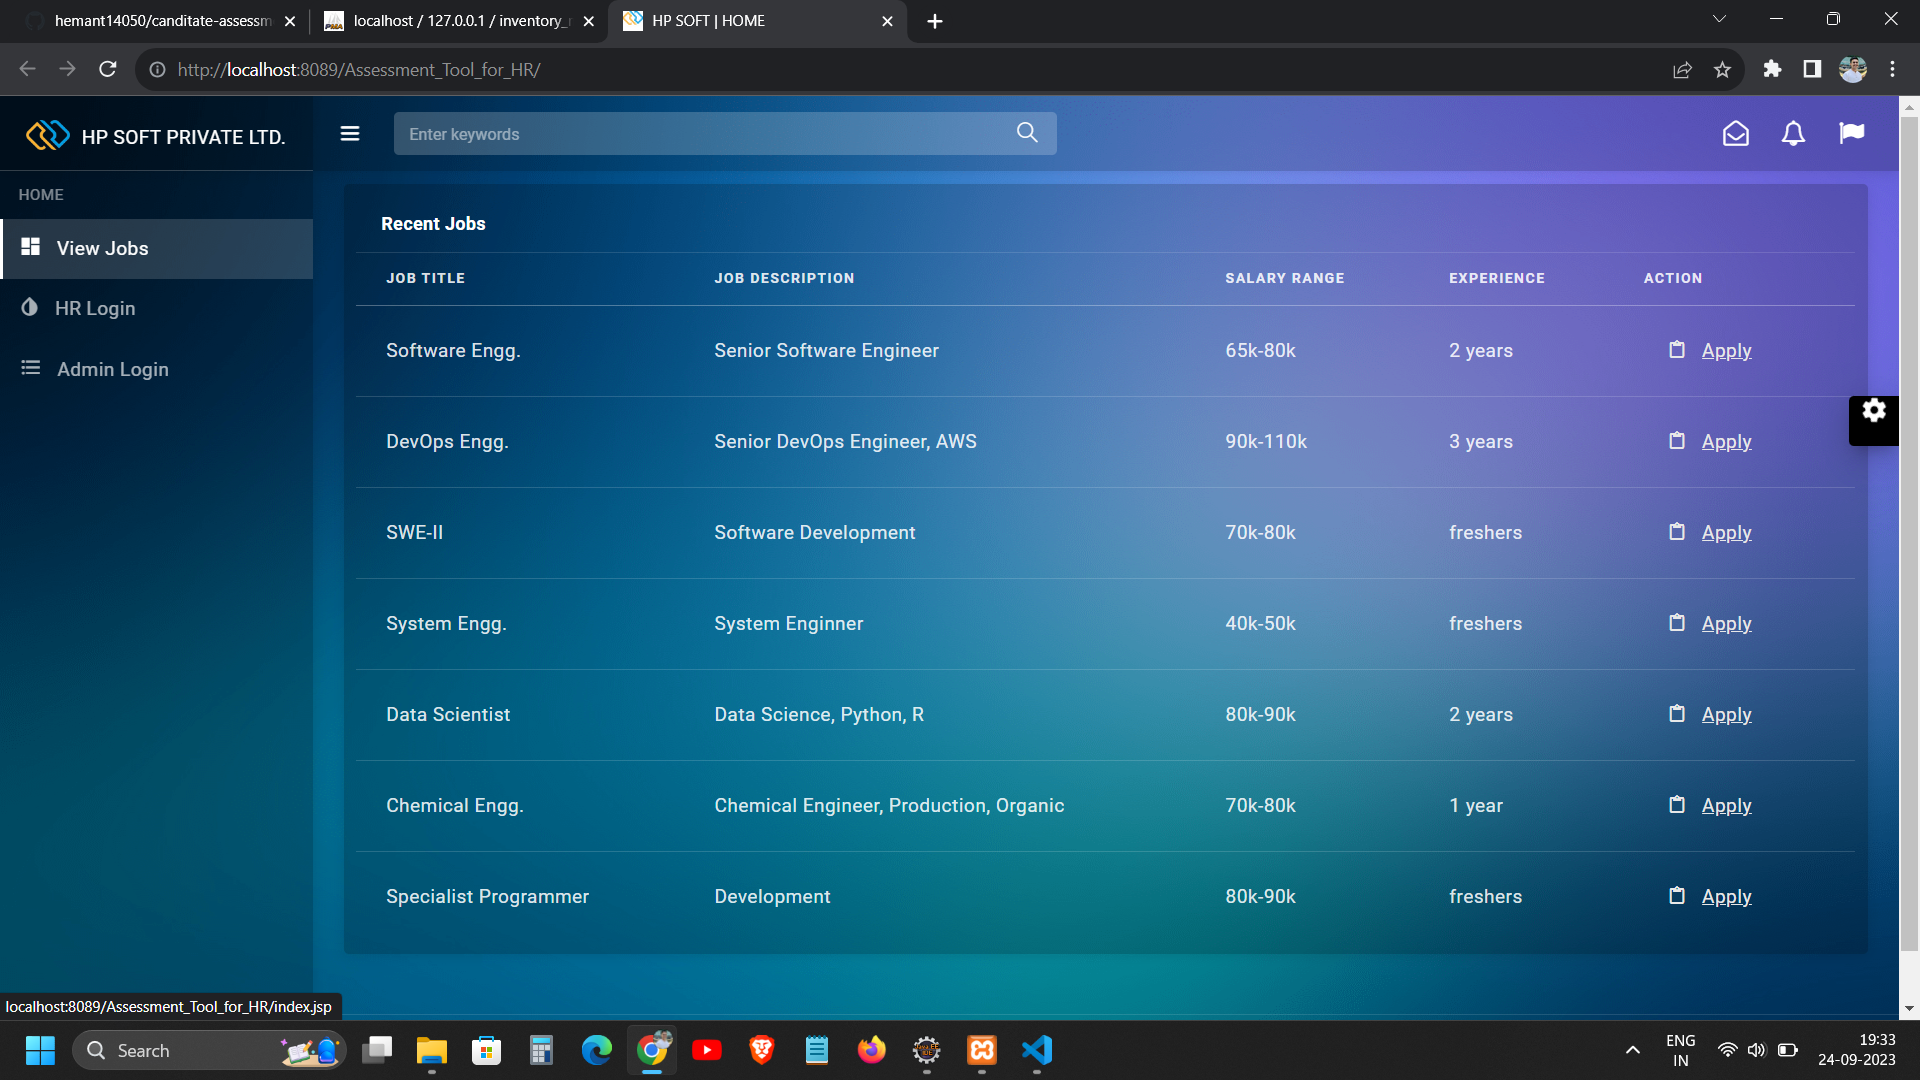 hemant14050/canditate-assessm
localhost / 127.0.0.1 / inventory_
HP SOFT | HOME
http://localhost:8089/Assessment_Tool_for_HR/
HP SOFT PRIVATE LTD.
Enter keywords
HOME
View Jobs
HR Login
Admin Login
Recent Jobs
JOB TITLE JOB DESCRIPTION SALARY RANGE EXPERIENCE ACTION
Software Engg. Senior Software Engineer 65k-80k 2 years Apply
DevOps Engg. Senior DevOps Engineer, AWS 90k-110k 3 years Apply
SWE-II Software Development 70k-80k freshers Apply
System Engg. System Enginner 40k-50k freshers Apply
Data Scientist Data Science, Python, R 80k-90k 2 years Apply
Chemical Engg. Chemical Engineer, Production, Organic 70k-80k 1 year Apply
Specialist Programmer Development 80k-90k freshers Apply
localhost:8089/Assessment_Tool_for_HR/index.jsp
Search
ENG
IN
19:33
24-09-2023